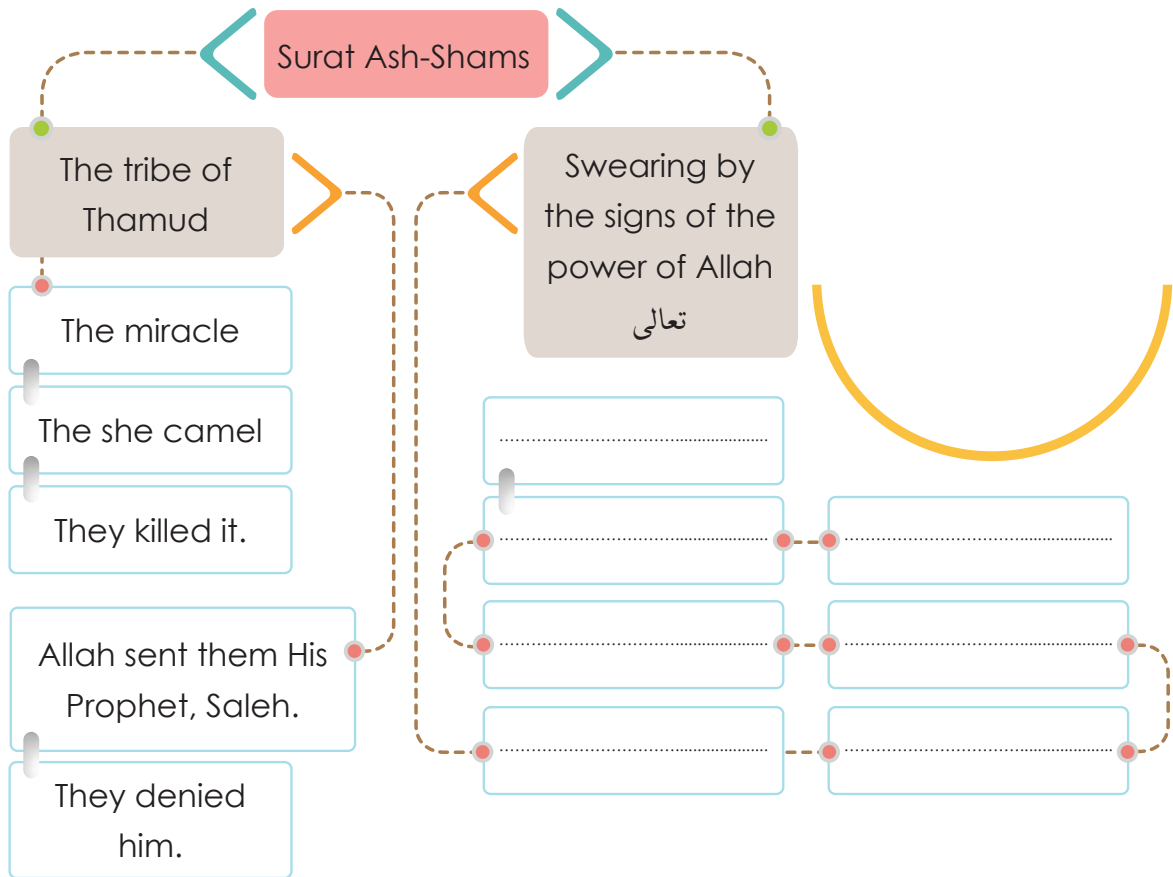 Surat Ash-Shams
The tribe of
Thamud
The miracle
The she camel
They killed it.
Allah sent them His
Prophet, Saleh.
They denied
him.
Swearing by
the signs of the
power of Allah
تعالى